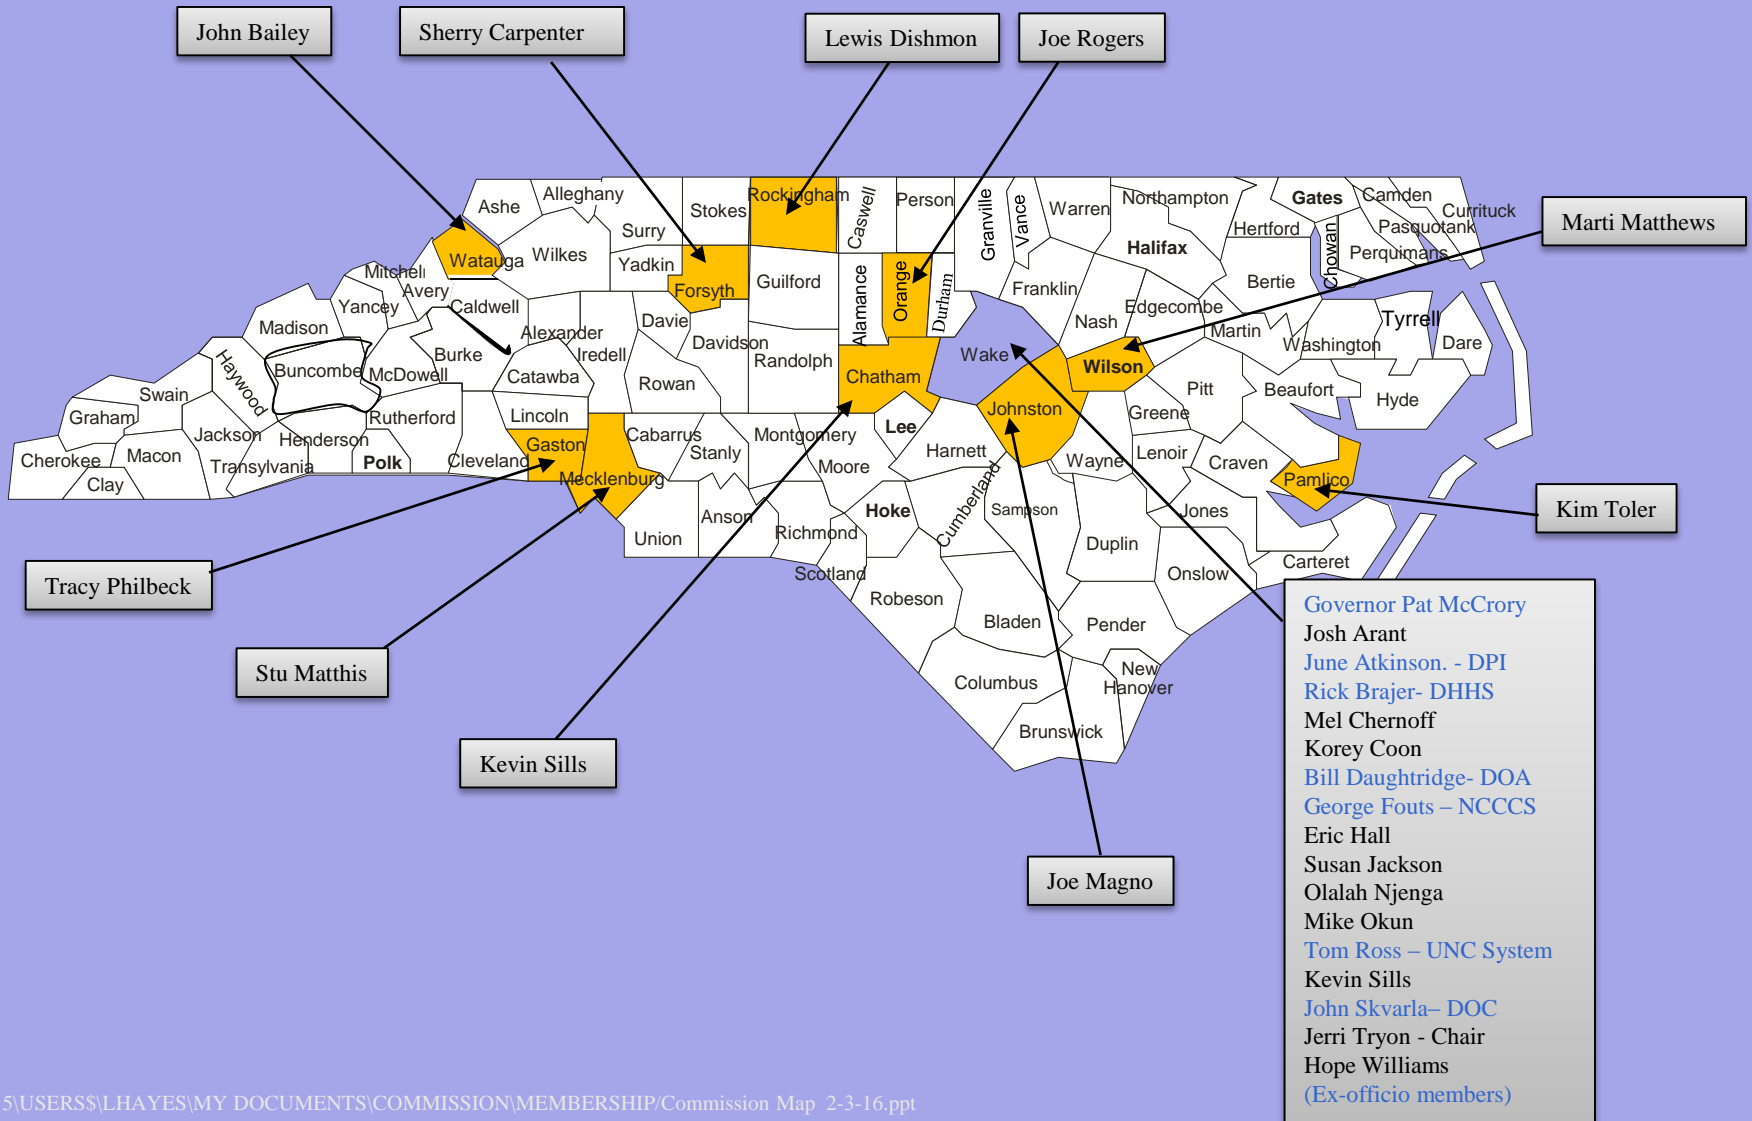 John Bailey
Sherry Carpenter
Lewis Dishmon
Joe Rogers
Marti Matthews
Ashe
Alleghany
Surry
Stokes
Rockingham
Caswell
Person
Granville
Vance
Warren
Northampton
Gates
Camden
Currituck
Pasquotank
Hertford
Halifax
Chowan
Perquimans
Watauga
Wilkes
Yadkin
Forsyth
Guilford
Alamance
Orange
Durham
Franklin
Bertie
Mitchell
Avery
Yancey
Caldwell
Alexander
Davie
Nash
Edgecombe
Martin
Washington
Tyrrell
Dare
Madison
Burke
Iredell
Davidson
Randolph
Wake
Wilson
Haywood
Buncombe
McDowell
Catawba
Rowan
Chatham
Pitt
Beaufort
Hyde
Swain
Graham
Rutherford
Lincoln
Johnston
Greene
Jackson
Henderson
Gaston
Cabarrus
Montgomery
Lee
Harnett
Cherokee
Macon
Transylvania
Polk
Cleveland
Stanly
Moore
Wayne
Lenoir
Craven
Clay
Mecklenburg
Pamlico
Cumberland
Sampson
Hoke
Jones
Anson
Union
Richmond
Duplin
Carteret
Scotland
Onslow
Robeson
Bladen
Pender
Columbus
New
Hanover
Brunswick
Kim Toler
Tracy Philbeck
Stu Matthis
Kevin Sills
Joe Magno
Governor Pat McCrory
Josh Arant
June Atkinson. - DPI
Rick Brajer- DHHS
Mel Chernoff
Korey Coon
Bill Daughtridge- DOA
George Fouts – NCCCS
Eric Hall
Susan Jackson
Olalah Njenga
Mike Okun
Tom Ross – UNC System
Kevin Sills
John Skvarla– DOC
Jerri Tryon - Chair
Hope Williams
(Ex-officio members)
5\USERS$\LHAYES\MY DOCUMENTS\COMMISSION\MEMBERSHIP/Commission Map 2-3-16.ppt